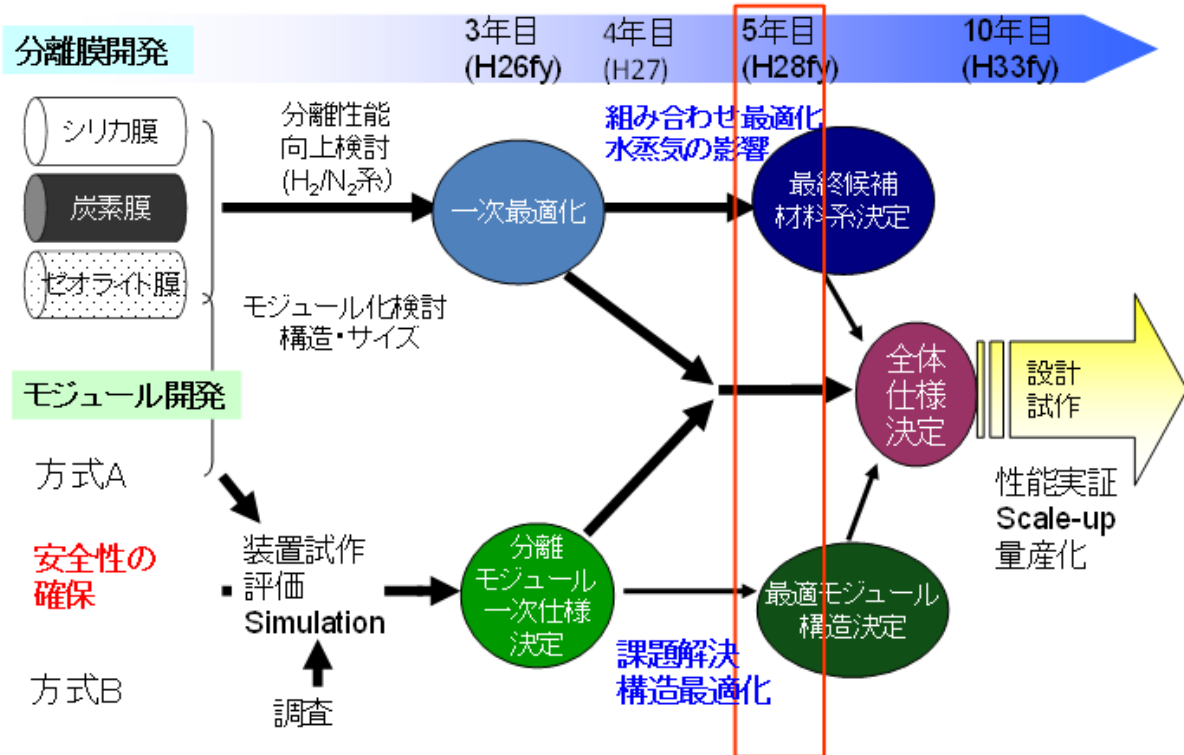 分離膜開発
3年目
(H26fy)
4年目
(H27)
5年目
(H28fy)
10年目
(H33fy)
シリカ膜
炭素膜
ゼオライト膜
分離性能
向上検討
(H₂/N₂系)
一次最適化
組み合わせ最適化
水蒸気の影響
最終候補
材料系決定
モジュール化検討
構造・サイズ
全体
仕様
決定
設計
試作
性能実証
Scale-up
量産化
モジュール開発
方式A
安全性の
確保
方式B
装置試作
評価
Simulation
調査
分離
モジュール
一次仕様
決定
課題解決
構造最適化
最適モジュール
構造決定